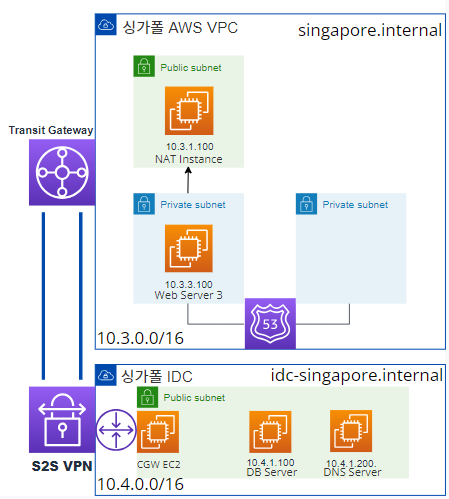 싱가폴 AWS VPC
singapore.internal
Public subnet
10.3.1.100
NAT Instance
Transit Gateway
Private subnet
Private subnet
10.3.3.100
Web Server 3
53
10.3.0.0/16
싱가폴 IDC
idc-singapore.internal
Public subnet
CGW EC2
10.4.1.100
DB Server
10.4.1.200.
DNS Server
S2S VPN
10.4.0.0/16